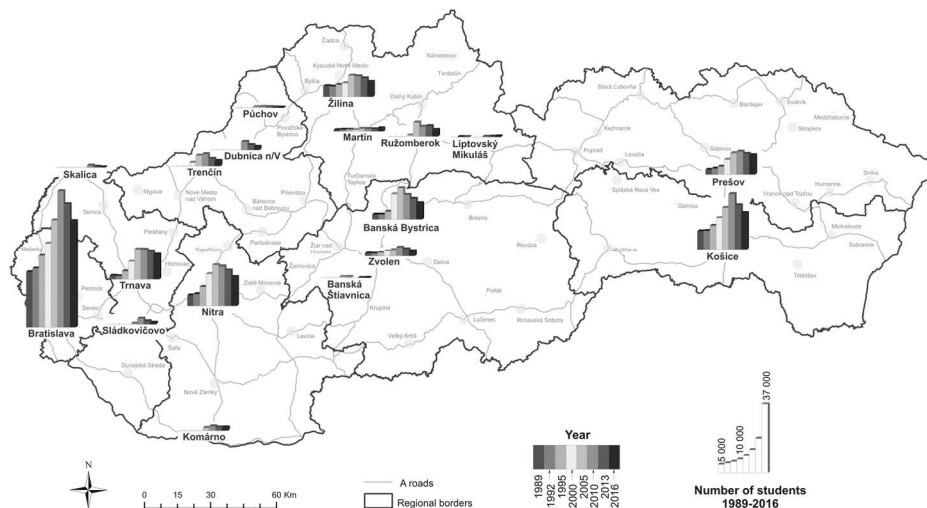 Čadca
Námestovo
Kysucké Nové Mesto
Tvrdošín
Bytča
Žilina
Dolný Kubín
Stará Ľubovňa
Svidník
Bardejov
Medzilaborce
Stropkov
Púchov
Považská
Bystrica
Martin
Ružomberok
Liptovský
Mikuláš
Kežmarok
Poprad
Levoča
Sabinov
Dubnica n/V
Trenčín
Skalica
Turčianske
Teplice
Prešov
Spišská Nová Ves
Gelnica
Vranov nad Topľou
Humenné
Snina
Myjava
Nové Mesto
nad Váhom
Prievidza
Bánovce
nad Bebravou
Senica
Banská Bystrica
Brezno
Michalovce
Sobrance
Piešťany
Partizánske
Topoľčany
Žiar nad
Hronom
Revúca
Rožňava
Košice
Malacky
Hlohovec
Zvolen
Detva
Trebišov
Pezinok
Trnava
Zlaté Moravce
Žarnovica
Banská
Štiavnica
Poltár
Senec
Nitra
Krupina
Bratislava
Sládkovičovo
Šaľa
Levice
Veľký Krtíš
Lučenec
Rimavská Sobota
Dunajská Streda
Nové Zámky
Komárno
N
0 15 30 60 Km
A roads
Regional borders
Year
1989
1992
1995
2000
2005
2010
2013
2016
5 000
10 000
37 000
Number of students
1989-2016